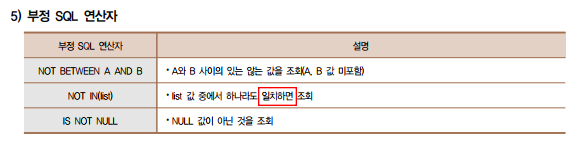 5) 부정 SQL 연산자
부정 SQL 연산자 설명
NOT BETWEEN A AND B • A와 B 사이의 있는 않는 값을 조회(A, B 값 미포함)
NOT IN(list) • list 값 중에서 하나라도 일치하면 조회
IS NOT NULL • NULL 값이 아닌 것을 조회